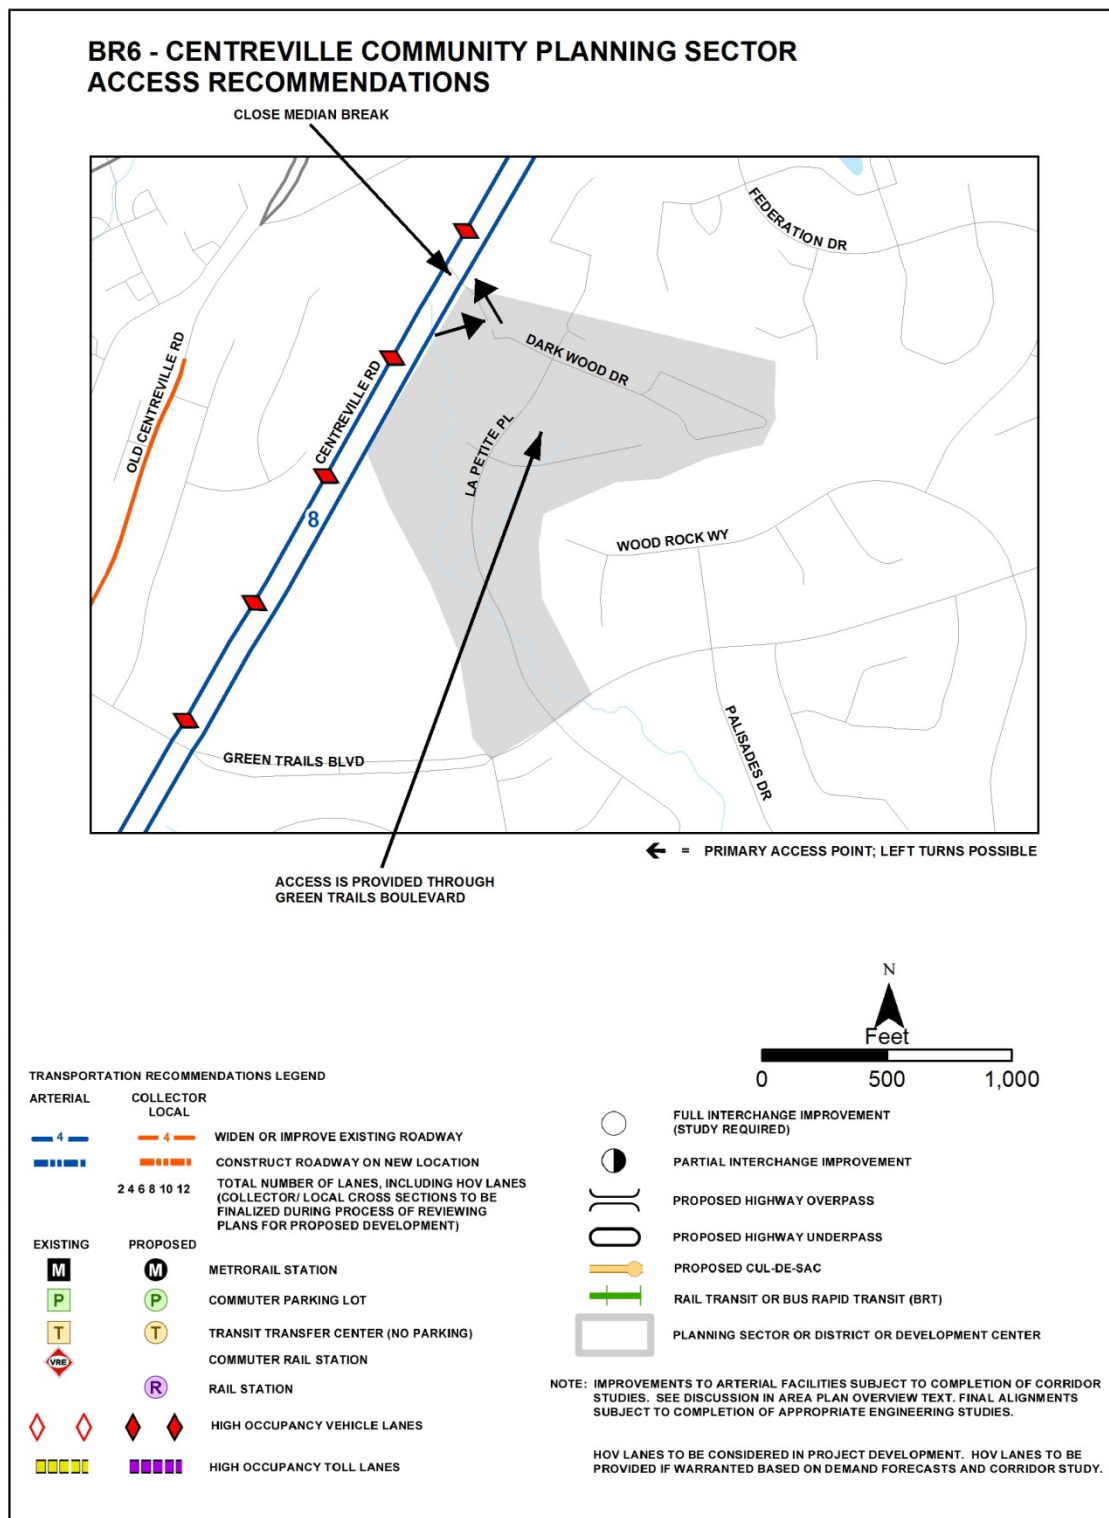 BR6 - CENTREVILLE COMMUNITY PLANNING SECTOR
ACCESS RECOMMENDATIONS
CLOSE MEDIAN BREAK
FEDERATION DR
OLD CENTREVILLE RD
CENTREVILLE RD
DARK WOOD DR
LA PETITE PL
8
WOOD ROCK WY
PALISADES DR
GREEN TRAILS BLVD
= PRIMARY ACCESS POINT; LEFT TURNS POSSIBLE
ACCESS IS PROVIDED THROUGH
GREEN TRAILS BOULEVARD
N
Feet
0 500 1,000
TRANSPORTATION RECOMMENDATIONS LEGEND
ARTERIAL COLLECTOR
LOCAL
4 4 WIDEN OR IMPROVE EXISTING ROADWAY
CONSTRUCT ROADWAY ON NEW LOCATION
2 4 6 8 10 12 TOTAL NUMBER OF LANES, INCLUDING HOV LANES
(COLLECTOR/ LOCAL CROSS SECTIONS TO BE
FINALIZED DURING PROCESS OF REVIEWING
PLANS FOR PROPOSED DEVELOPMENT)
EXISTING PROPOSED
M M METRORAIL STATION
P P COMMUTER PARKING LOT
T T TRANSIT TRANSFER CENTER (NO PARKING)
VRE COMMUTER RAIL STATION
R RAIL STATION
HIGH OCCUPANCY VEHICLE LANES
HIGH OCCUPANCY TOLL LANES
FULL INTERCHANGE IMPROVEMENT
(STUDY REQUIRED)
PARTIAL INTERCHANGE IMPROVEMENT
PROPOSED HIGHWAY OVERPASS
PROPOSED HIGHWAY UNDERPASS
PROPOSED CUL-DE-SAC
RAIL TRANSIT OR BUS RAPID TRANSIT (BRT)
PLANNING SECTOR OR DISTRICT OR DEVELOPMENT CENTER
NOTE: IMPROVEMENTS TO ARTERIAL FACILITIES SUBJECT TO COMPLETION OF CORRIDOR
STUDIES. SEE DISCUSSION IN AREA PLAN OVERVIEW TEXT. FINAL ALIGNMENTS
SUBJECT TO COMPLETION OF APPROPRIATE ENGINEERING STUDIES.
HOV LANES TO BE CONSIDERED IN PROJECT DEVELOPMENT. HOV LANES TO BE
PROVIDED IF WARRANTED BASED ON DEMAND FORECASTS AND CORRIDOR STUDY.